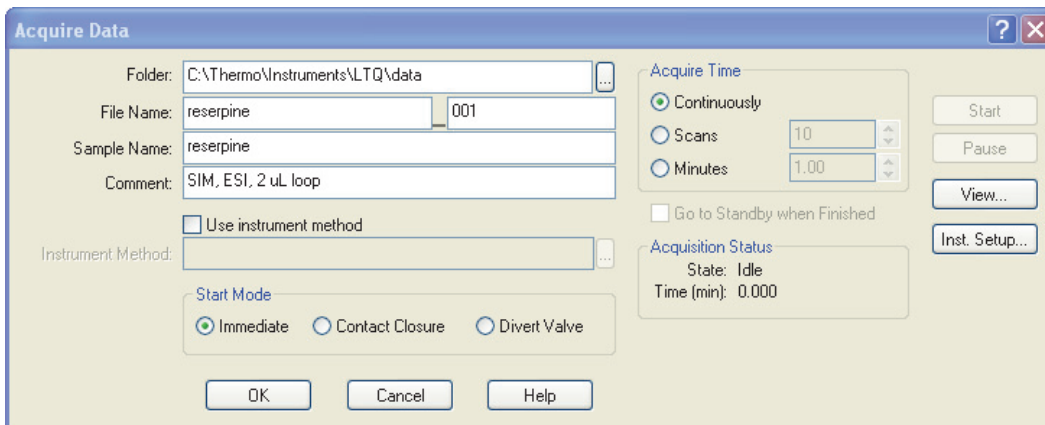 Acquire Data
Folder: C:\Thermo\Instruments\LTQ\data ...
File Name: reserpine _ 001
Sample Name: reserpine
Comment: SIM, ESI, 2 uL loop
Use instrument method
Instrument Method: ...
Start Mode
Immediate Contact Closure Divert Valve
OK Cancel Help
Acquire Time
Continuously
Scans 10
Minutes 1.00
Go to Standby when Finished
Acquisition Status
State: Idle
Time (min): 0.000
Start
Pause
View...
Inst. Setup...